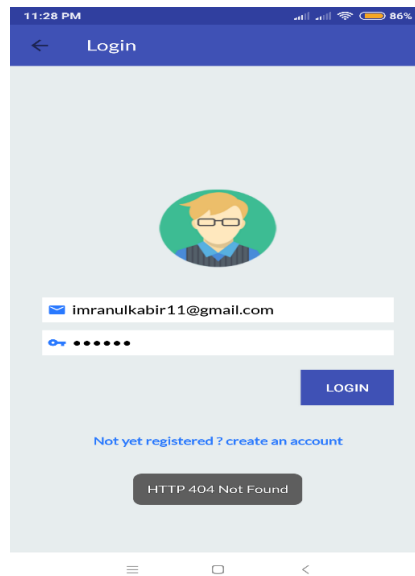 11:28 PM 86%
Login
imranulkabir11@gmail.com
••••••
LOGIN
Not yet registered ? create an account
HTTP 404 Not Found